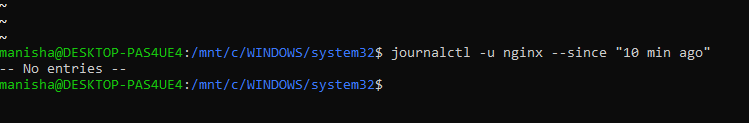 ~
~
~
manisha@DESKTOP-PAS4UE4:/mnt/c/WINDOWS/system32$ journalctl -u nginx --since "10 min ago"
-- No entries --
manisha@DESKTOP-PAS4UE4:/mnt/c/WINDOWS/system32$